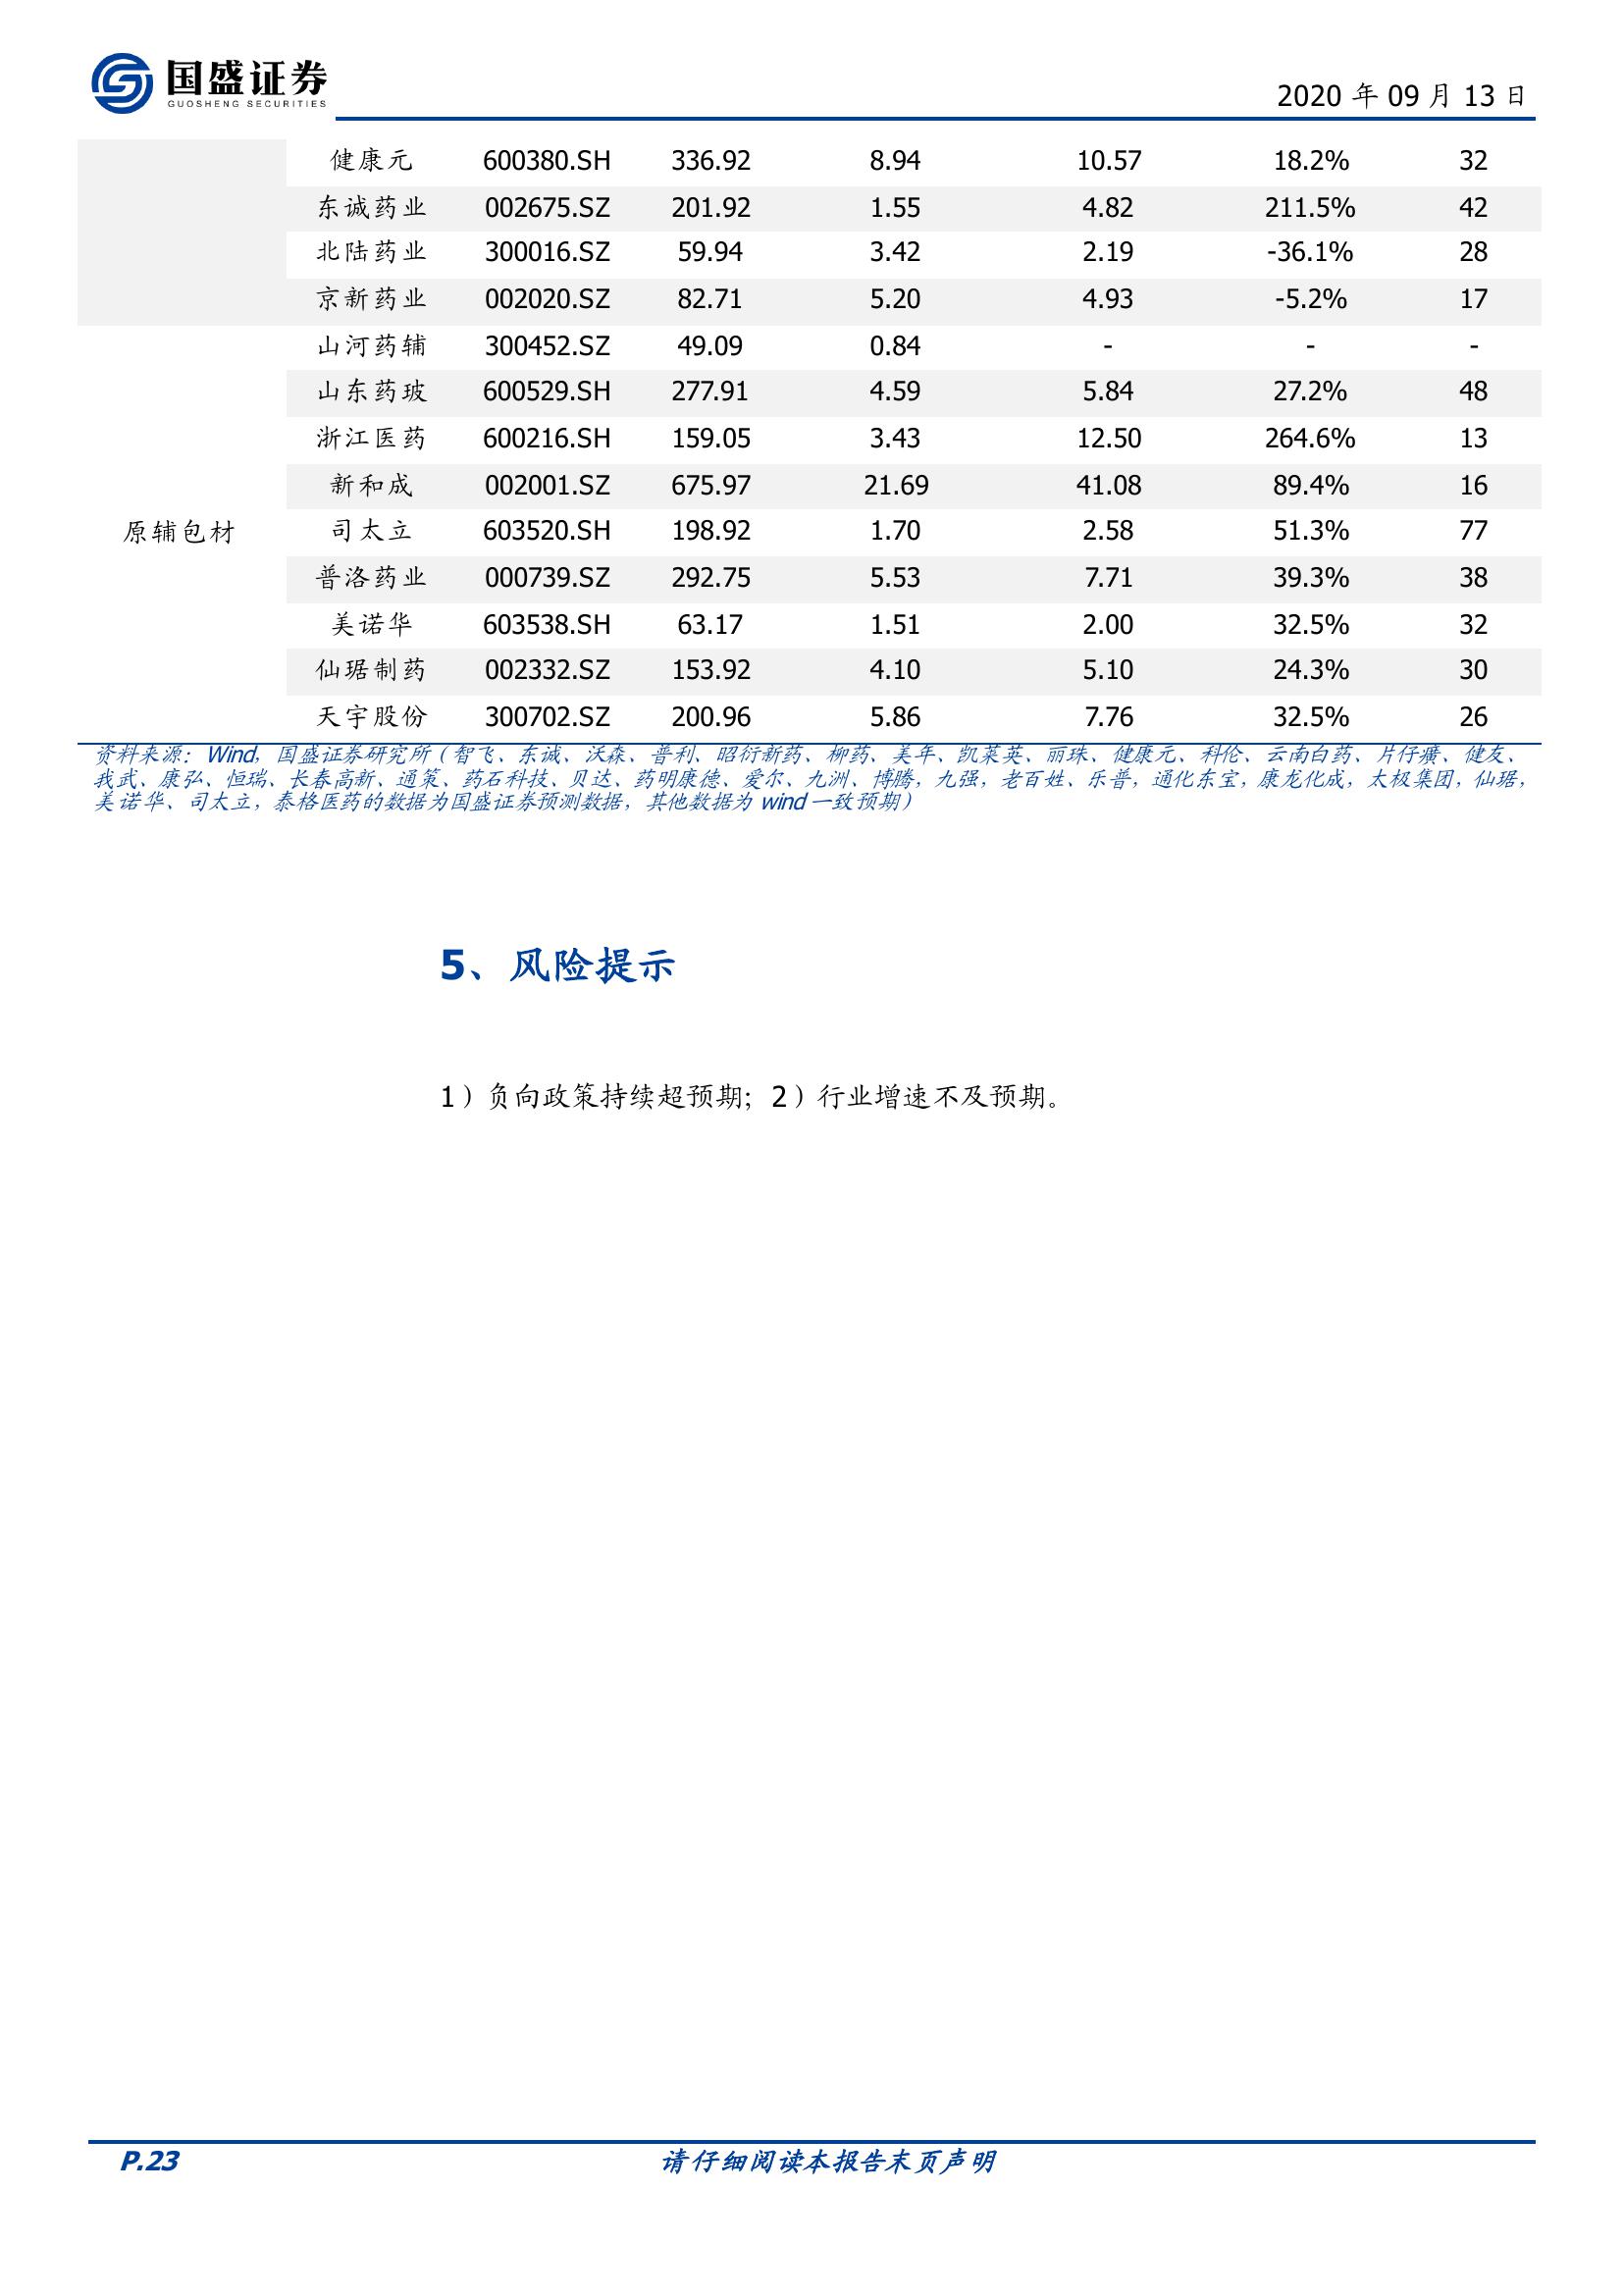 国盛证券
GUOSHENG SECURITIES
2020 年 09 月 13 日
健康元 600380.SH 336.92 8.94 10.57 18.2% 32
东诚药业 002675.SZ 201.92 1.55 4.82 211.5% 42
北陆药业 300016.SZ 59.94 3.42 2.19 -36.1% 28
京新药业 002020.SZ 82.71 5.20 4.93 -5.2% 17
山河药辅 300452.SZ 49.09 0.84 - - -
山东药玻 600529.SH 277.91 4.59 5.84 27.2% 48
浙江医药 600216.SH 159.05 3.43 12.50 264.6% 13
新和成 002001.SZ 675.97 21.69 41.08 89.4% 16
原辅包材 司太立 603520.SH 198.92 1.70 2.58 51.3% 77
普洛药业 000739.SZ 292.75 5.53 7.71 39.3% 38
美诺华 603538.SH 63.17 1.51 2.00 32.5% 32
仙琚制药 002332.SZ 153.92 4.10 5.10 24.3% 30
天宇股份 300702.SZ 200.96 5.86 7.76 32.5% 26
资料来源：Wind，国盛证券研究所（智飞、东诚、沃森、普利、昭衍新药、柳药、美年、凯莱英、丽珠、健康元、科伦、云南白药、片仔癀、健友、
我武、康弘、恒瑞、长春高新、通策、药石科技、贝达、药明康德、爱尔、九洲、博腾，九强，老百姓、乐普，通化东宝，康龙化成，太极集团，仙琚，
美诺华、司太立，泰格医药的数据为国盛证券预测数据，其他数据为 wind 一致预期）
5、风险提示
1）负向政策持续超预期；2）行业增速不及预期。
P.23 请仔细阅读本报告末页声明